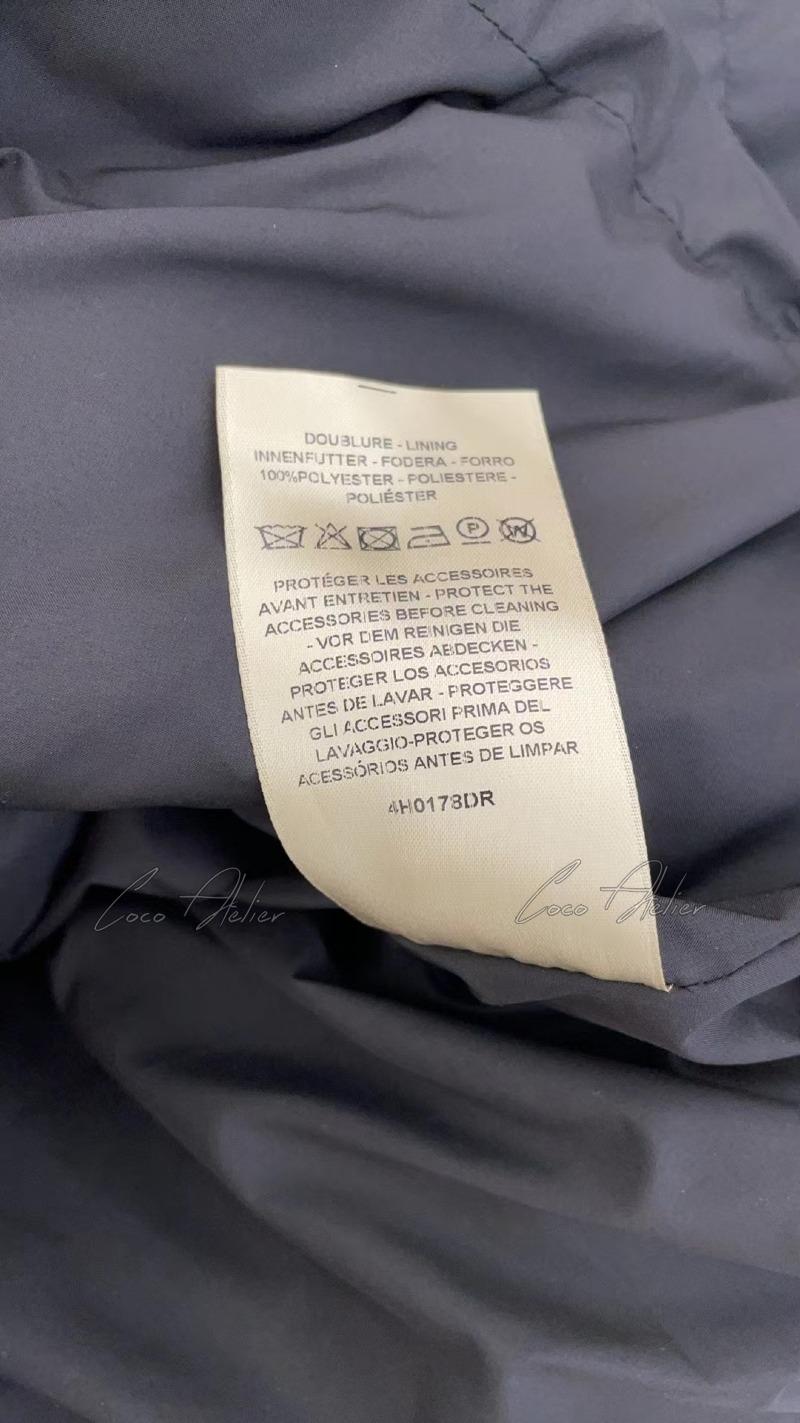 DOUBLURE - LINING
INNENFUTTER - FODERA - FORRO
100%POLYESTER - POLIESTERE -
POLIÉSTER
P
W
PROTÉGER LES ACCESSOIRES
AVANT ENTRETIEN - PROTECT THE
ACCESSORIES BEFORE CLEANING
- VOR DEM REINIGEN DIE
ACCESSOIRES ABDECKEN -
PROTEGER LOS ACCESORIOS
ANTES DE LAVAR - PROTEGGERE
GLI ACCESSORI PRIMA DEL
LAVAGGIO-PROTEGER OS
ACESSÓRIOS ANTES DE LIMPAR
4H0178DR
Coco Atelier Coco Atelier